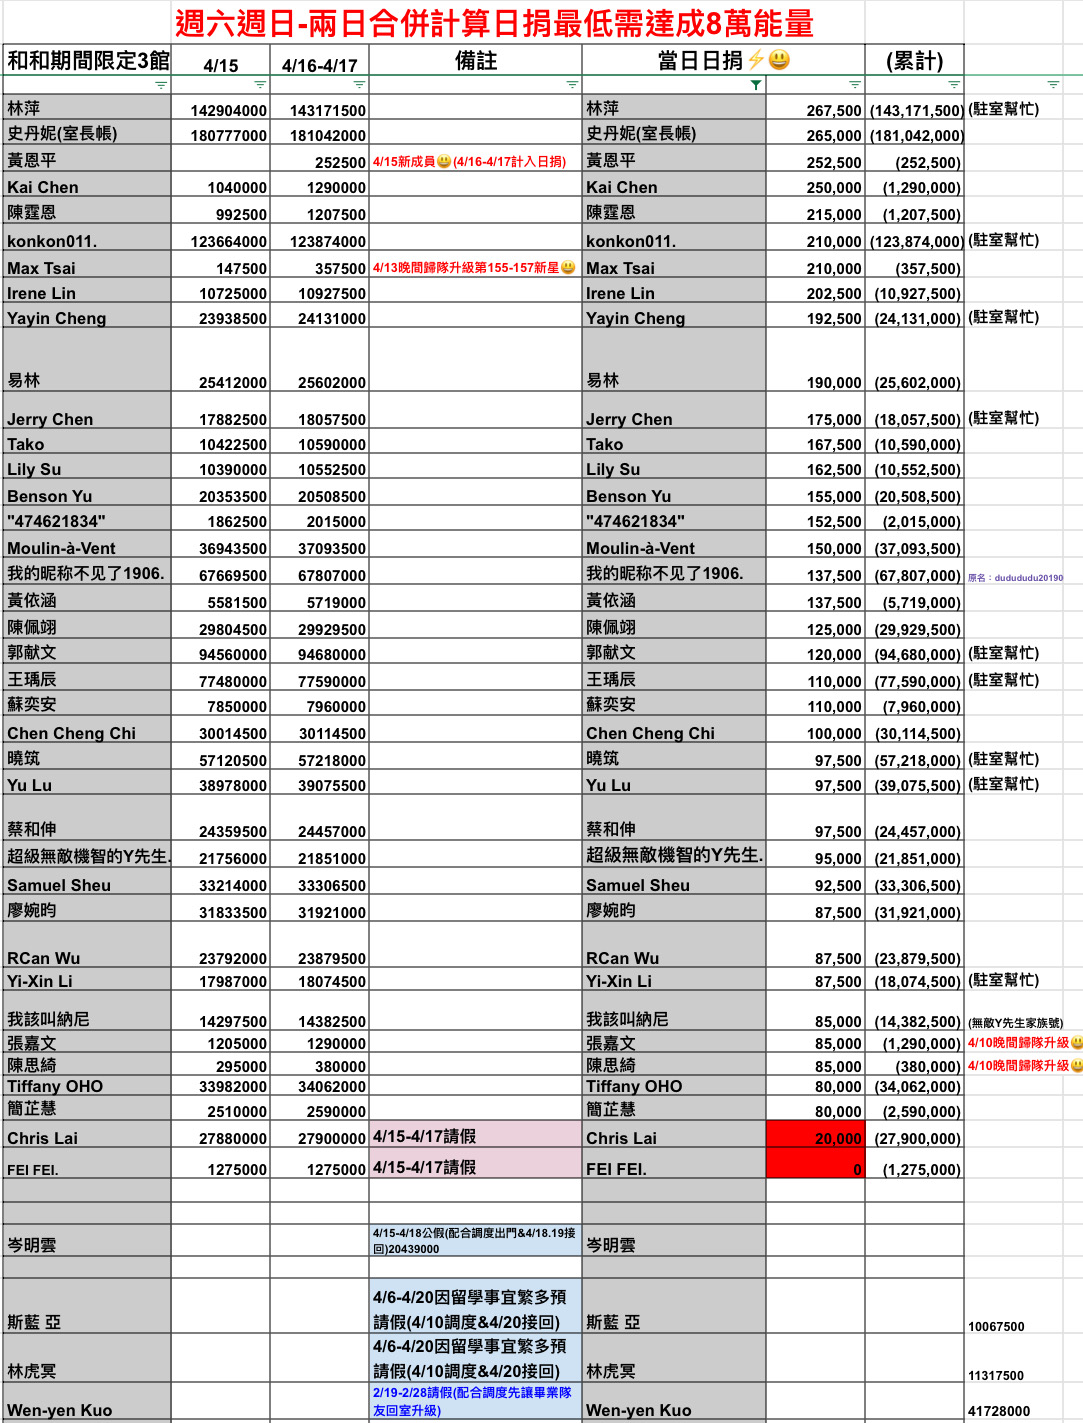 週六週日-兩日合併計算日捐最低需達成8萬能量
和和期間限定3館 4/15 4/16-4/17 備註 當日日捐⚡😃 (累計)
林萍 142904000 143171500 林萍 267,500 (143,171,500) (駐室幫忙)
史丹妮(室長帳) 180777000 181042000 史丹妮(室長帳) 265,000 (181,042,000)
黃恩平 252500 4/15新成員😃(4/16-4/17計入日捐) 黃恩平 252,500 (252,500)
Kai Chen 1040000 1290000 Kai Chen 250,000 (1,290,000)
陳霆恩 992500 1207500 陳霆恩 215,000 (1,207,500)
konkon011. 123664000 123874000 konkon011. 210,000 (123,874,000) (駐室幫忙)
Max Tsai 147500 357500 4/13晚間歸隊升級第155-157新星😃 Max Tsai 210,000 (357,500)
Irene Lin 10725000 10927500 Irene Lin 202,500 (10,927,500)
Yayin Cheng 23938500 24131000 Yayin Cheng 192,500 (24,131,000) (駐室幫忙)
易林 25412000 25602000 易林 190,000 (25,602,000)
Jerry Chen 17882500 18057500 Jerry Chen 175,000 (18,057,500) (駐室幫忙)
Tako 10422500 10590000 Tako 167,500 (10,590,000)
Lily Su 10390000 10552500 Lily Su 162,500 (10,552,500)
Benson Yu 20353500 20508500 Benson Yu 155,000 (20,508,500)
"474621834" 1862500 2015000 "474621834" 152,500 (2,015,000)
Moulin-à-Vent 36943500 37093500 Moulin-à-Vent 150,000 (37,093,500)
我的昵称不见了1906. 67669500 67807000 我的昵称不见了1906. 137,500 (67,807,000) 原名：dudududu20190
黃依涵 5581500 5719000 黃依涵 137,500 (5,719,000)
陳佩翊 29804500 29929500 陳佩翊 125,000 (29,929,500)
郭献文 94560000 94680000 郭献文 120,000 (94,680,000) (駐室幫忙)
王瑀辰 77480000 77590000 王瑀辰 110,000 (77,590,000) (駐室幫忙)
蘇奕安 7850000 7960000 蘇奕安 110,000 (7,960,000)
Chen Cheng Chi 30014500 30114500 Chen Cheng Chi 100,000 (30,114,500)
曉筑 57120500 57218000 曉筑 97,500 (57,218,000) (駐室幫忙)
Yu Lu 38978000 39075500 Yu Lu 97,500 (39,075,500) (駐室幫忙)
蔡和伸 24359500 24457000 蔡和伸 97,500 (24,457,000)
超級無敵機智的Y先生. 21756000 21851000 超級無敵機智的Y先生. 95,000 (21,851,000)
Samuel Sheu 33214000 33306500 Samuel Sheu 92,500 (33,306,500)
廖婉昀 31833500 31921000 廖婉昀 87,500 (31,921,000)
RCan Wu 23792000 23879500 RCan Wu 87,500 (23,879,500)
Yi-Xin Li 17987000 18074500 Yi-Xin Li 87,500 (18,074,500) (駐室幫忙)
我該叫納尼 14297500 14382500 我該叫納尼 85,000 (14,382,500) (無敵Y先生家族號)
張嘉文 1205000 1290000 張嘉文 85,000 (1,290,000) 4/10晚間歸隊升級😃
陳思綺 295000 380000 陳思綺 85,000 (380,000) 4/10晚間歸隊升級😃
Tiffany OHO 33982000 34062000 Tiffany OHO 80,000 (34,062,000)
簡芷慧 2510000 2590000 簡芷慧 80,000 (2,590,000)
Chris Lai 27880000 27900000 4/15-4/17請假 Chris Lai 20,000 (27,900,000)
FEI FEI. 1275000 1275000 4/15-4/17請假 FEI FEI. 0 (1,275,000)
4/15-4/18公假(配合調度出門&4/18.19接
岑明雲 回)20439000 岑明雲
4/6-4/20因留學事宜繁多預
斯藍 亞 請假(4/10調度&4/20接回) 斯藍 亞 10067500
4/6-4/20因留學事宜繁多預
林虎冥 請假(4/10調度&4/20接回) 林虎冥 11317500
2/19-2/28請假(配合調度先讓畢業隊
Wen-yen Kuo 友回室升級) Wen-yen Kuo 41728000